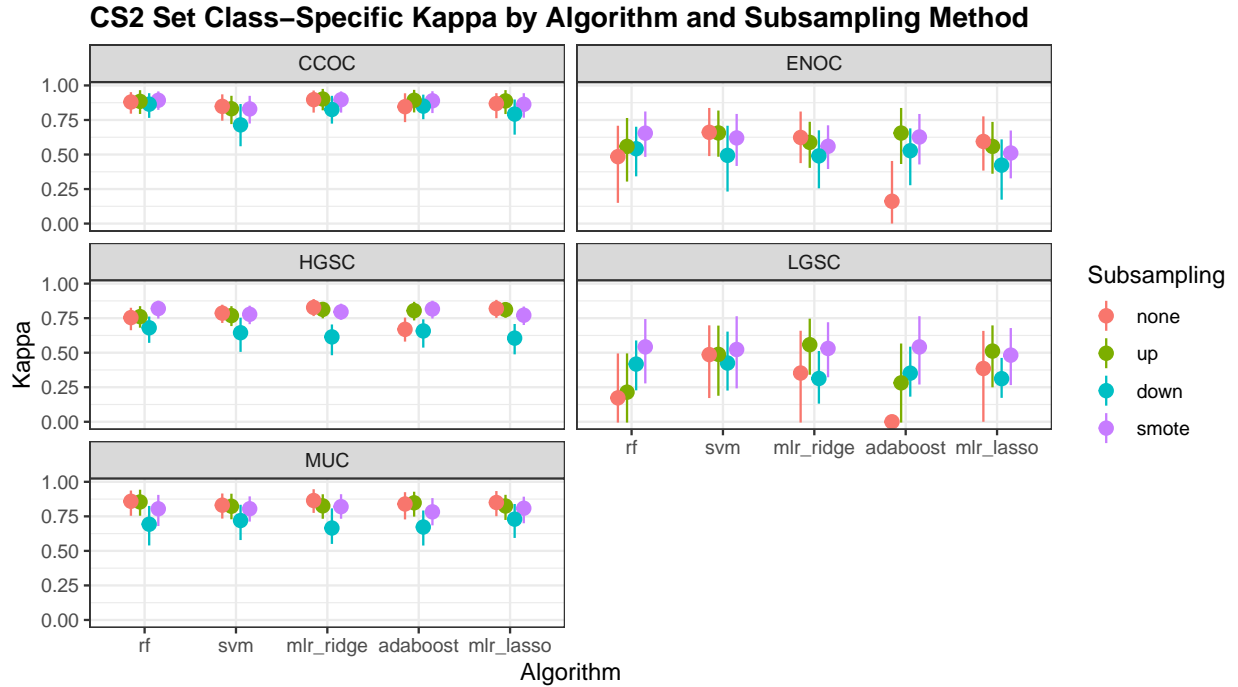 CS2 Set Class−Specific Kappa by Algorithm and Subsampling Method
CCOC
ENOC
1.00
0.75
0.50
0.25
0.00
HGSC
LGSC
1.00
0.75
0.50
0.25
0.00
rf svm mlr_ridge adaboost mlr_lasso
MUC
1.00
0.75
0.50
0.25
0.00
rf svm mlr_ridge adaboost mlr_lasso
Kappa
Algorithm
Subsampling
none
up
down
smote